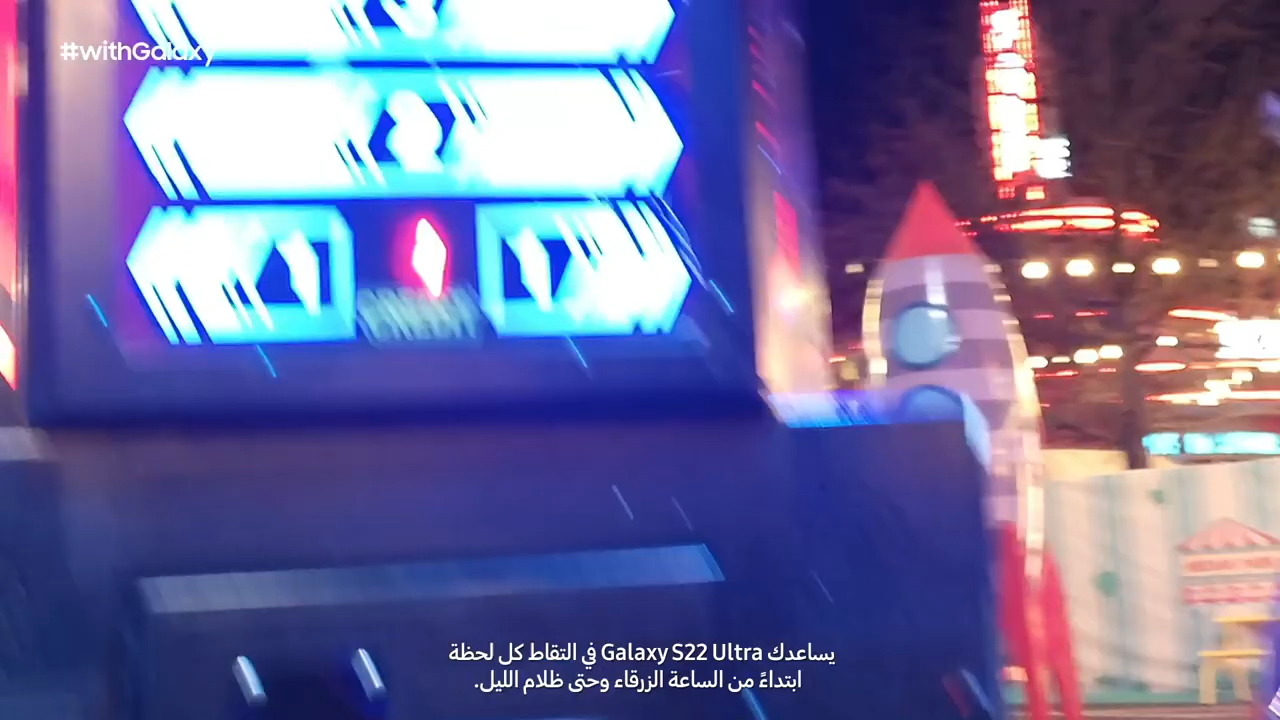 #withGalaxy
يساعدك Galaxy S22 Ultra في التقاط كل لحظة
ابتداءً من الساعة الزرقاء وحتى ظلام الليل.